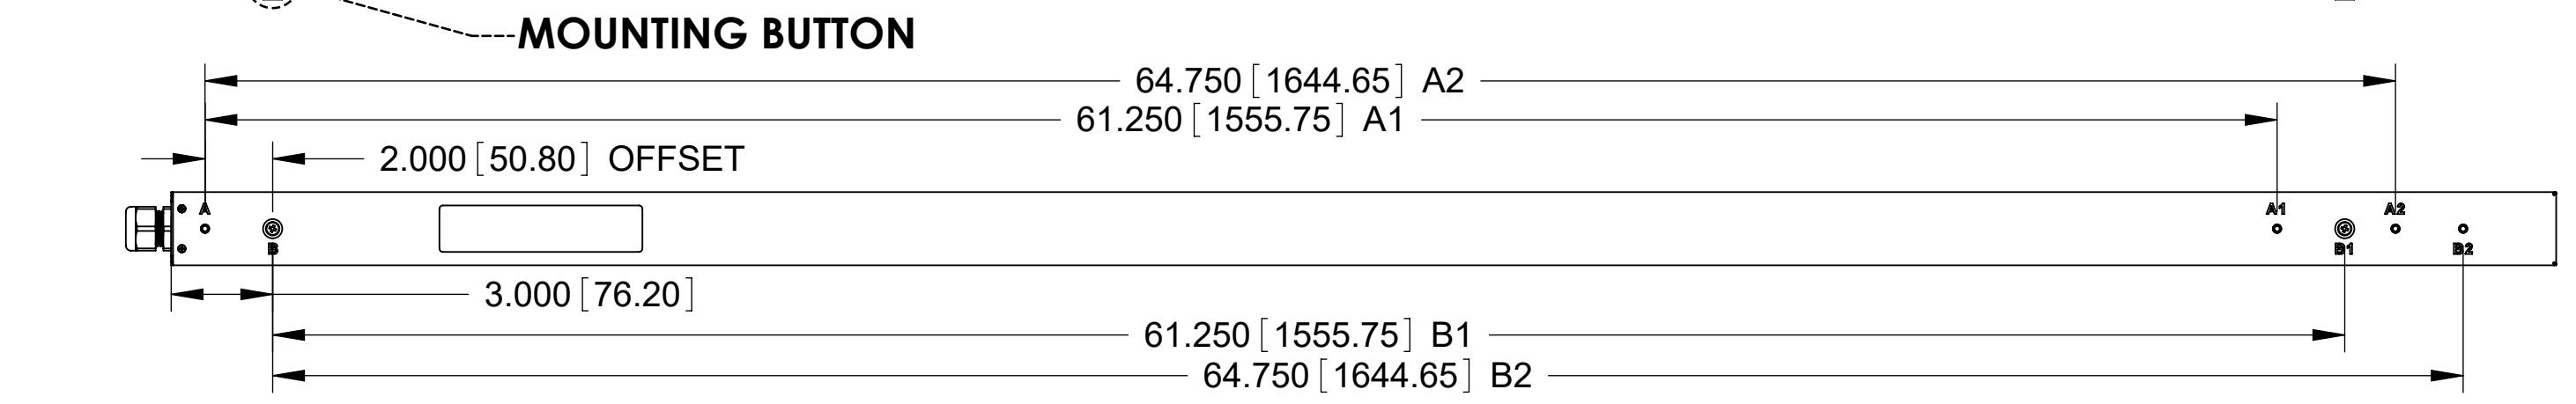 MOUNTING BUTTON
64.750 [1644.65] A2
61.250 [1555.75] A1
2.000 [50.80] OFFSET
A A1 A2
B B1 B2
3.000 [76.20]
61.250 [1555.75] B1
64.750 [1644.65] B2